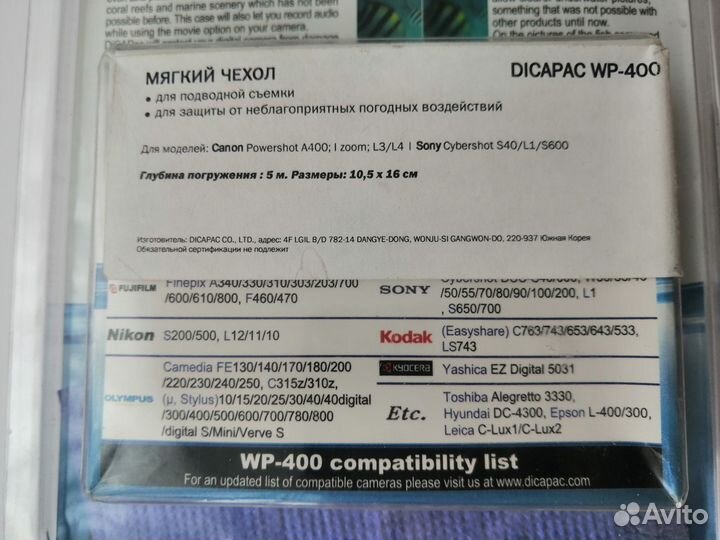 coral reefs and marine scenery which has not been
possible before. This case will also let you record audio
while using the movie option on your camera.
something that was not possible with
other products until now.
On the pictures of the fish
МЯГКИЙ ЧЕХОЛ
DICAPAC WP-400
• для подводной съемки
• для защиты от неблагоприятных погодных воздействий
Для моделей: Canon Powershot A400; I zoom; L3/L4 I Sony Cybershot S40/L1/S600
Глубина погружения : 5 м. Размеры: 10,5 x 16 см
Изготовитель: DICAPAC CO., LTD., адрес: 4F LGIL B/D 782-14 DANGYE-DONG, WONJU-SI GANGWON-DO, 220-937 Южная Корея
Обязательной сертификации не подлежит
FUJIFILM
Finepix A340/330/310/303/203/700
/600/610/800, F460/470
SONY
/50/55/70/80/90/100/200, L1
, S650/700
Nikon
S200/500, L12/11/10
Kodak
(Easyshare) C763/743/653/643/533,
LS743
OLYMPUS
Camedia FE130/140/170/180/200
/220/230/240/250, C315z/310z,
(μ, Stylus)10/15/20/25/30/40/40digital
/300/400/500/600/700/780/800
/digital S/Mini/Verve S
KYOCERA
Yashica EZ Digital 5031
Etc.
Toshiba Alegretto 3330,
Hyundai DC-4300, Epson L-400/300,
Leica C-Lux1/C-Lux2
WP-400 compatibility list
For an updated list of compatible cameras please visit us at www.dicapac.com
Avito